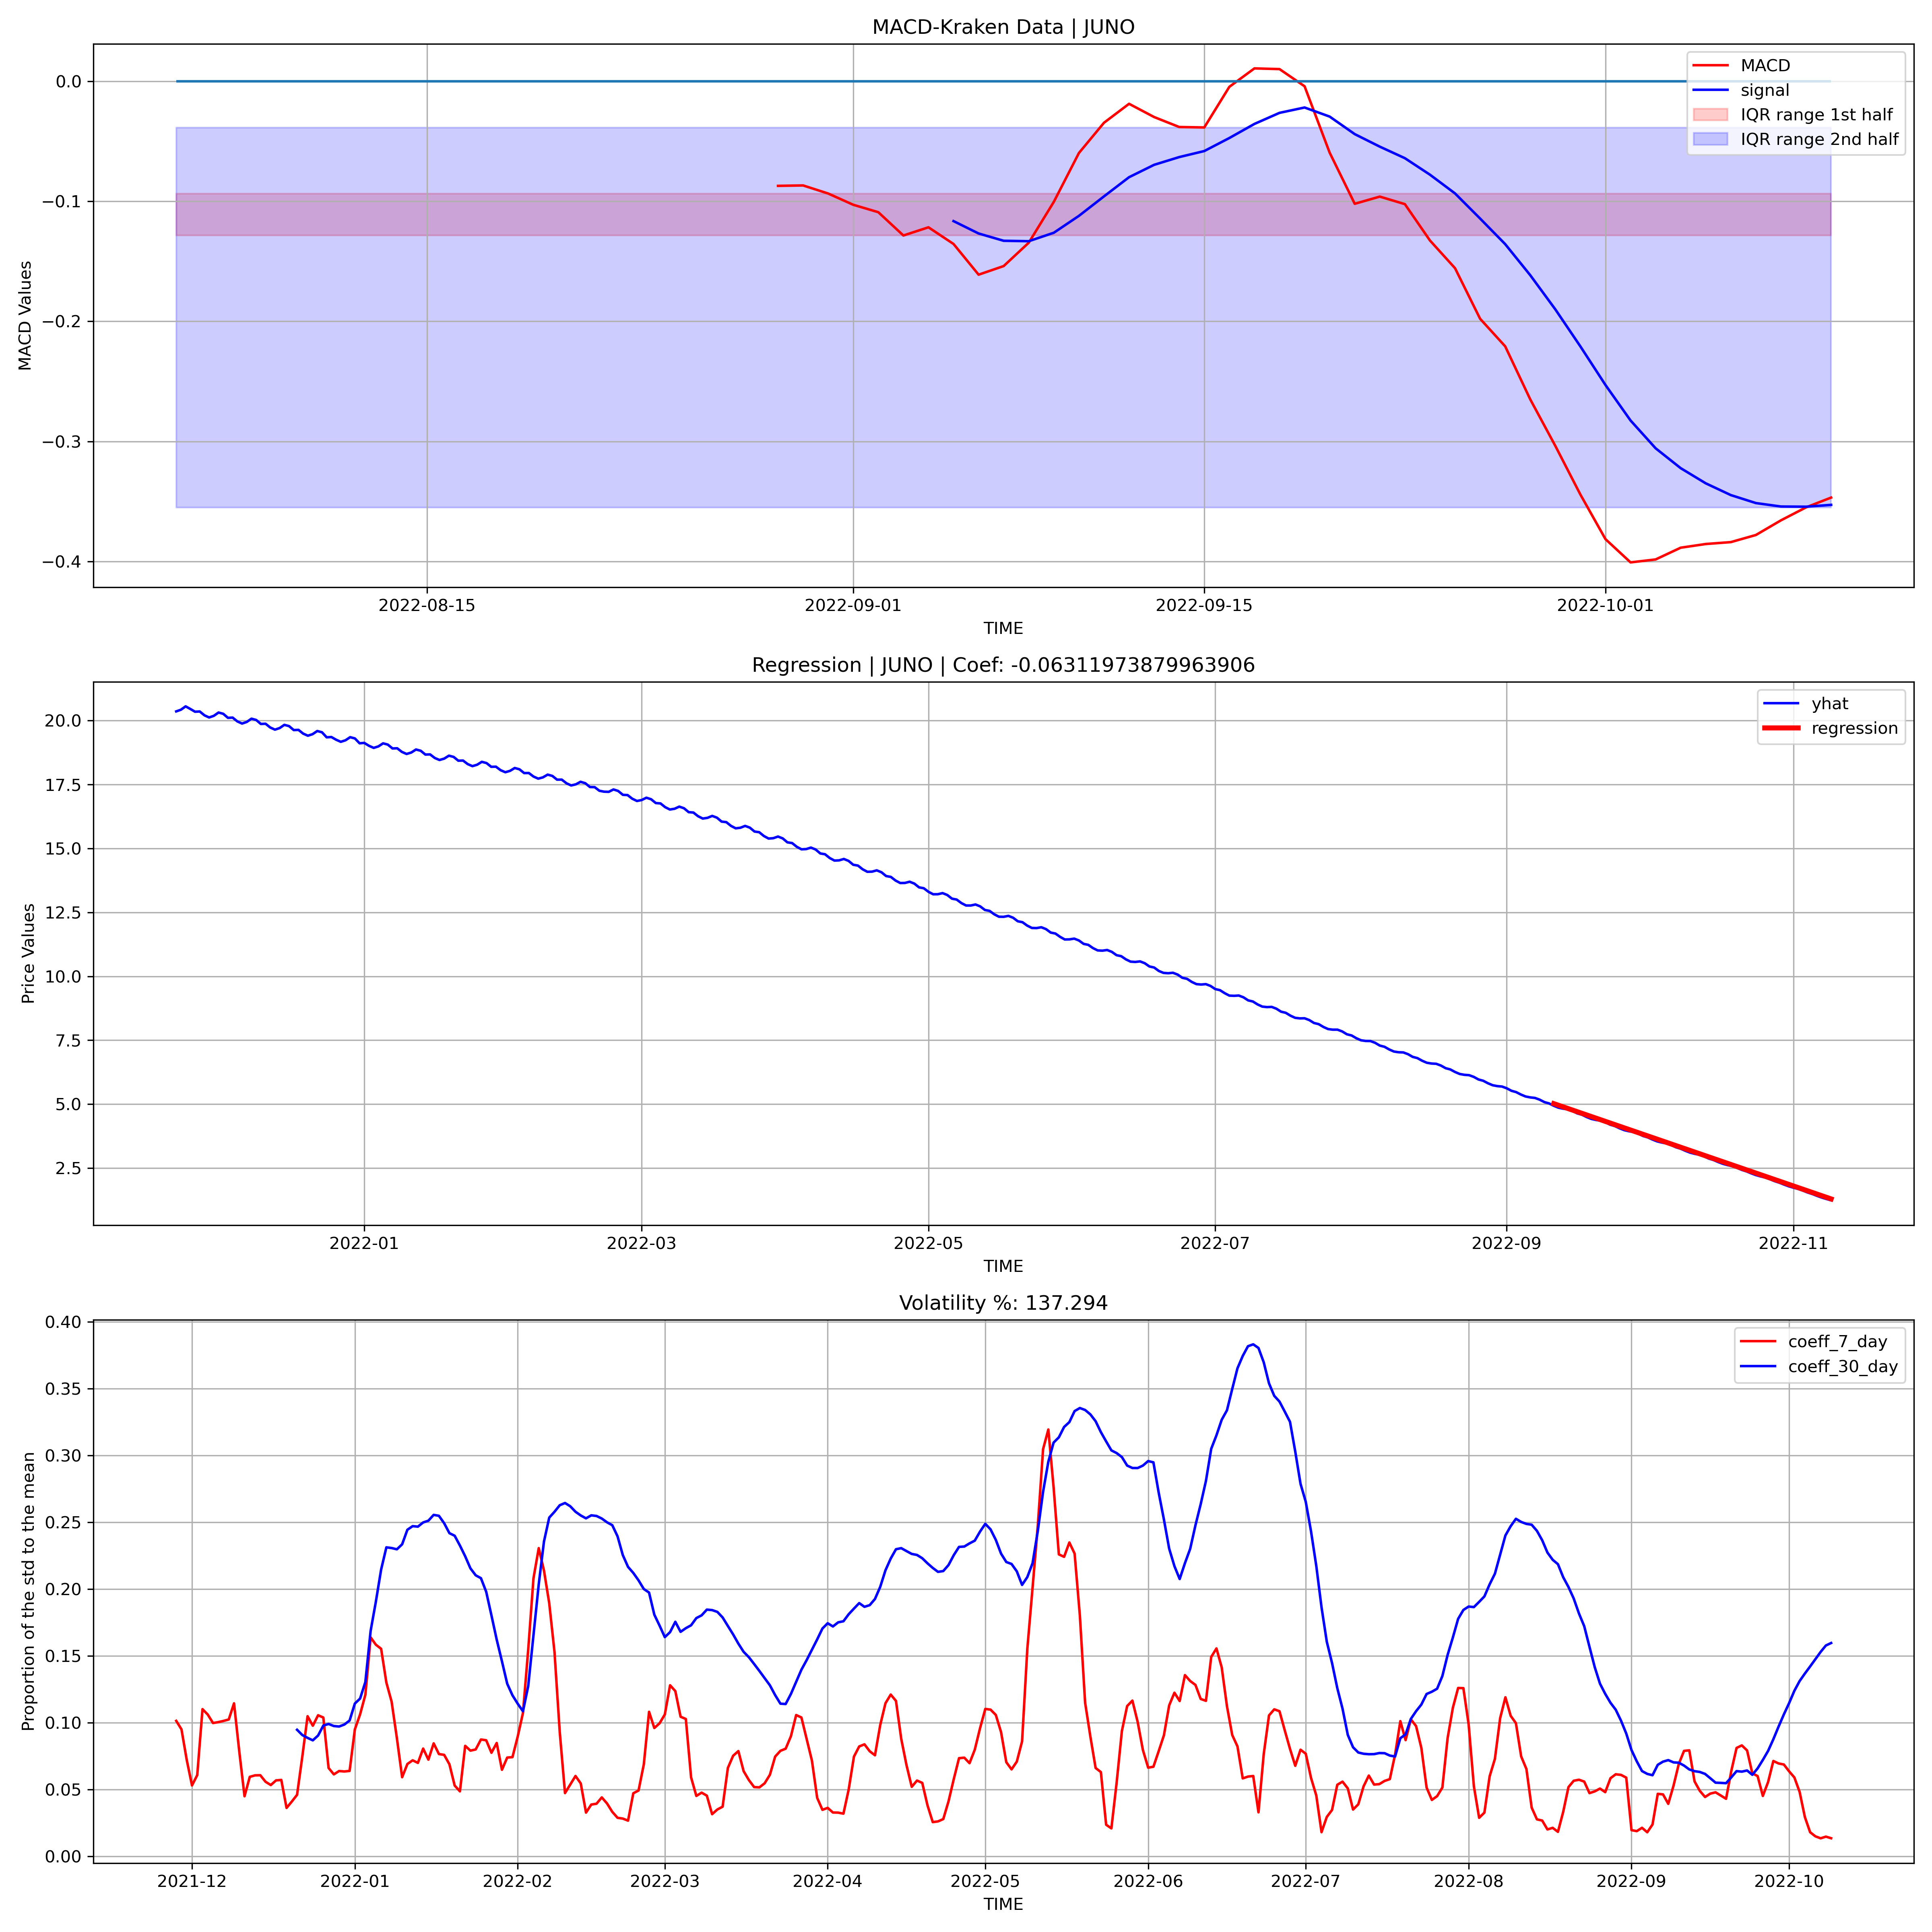 MACD-Kraken Data | JUNO
MACD
signal
IQR range 1st half
IQR range 2nd half
0.0
−0.1
−0.2
−0.3
−0.4
MACD Values
2022-08-15 2022-09-01 2022-09-15 2022-10-01
TIME
Regression | JUNO | Coef: -0.06311973879963906
yhat
regression
20.0
17.5
15.0
12.5
10.0
7.5
5.0
2.5
Price Values
2022-01 2022-03 2022-05 2022-07 2022-09 2022-11
TIME
Volatility %: 137.294
coeff_7_day
coeff_30_day
0.40
0.35
0.30
0.25
0.20
0.15
0.10
0.05
0.00
Proportion of the std to the mean
2021-12 2022-01 2022-02 2022-03 2022-04 2022-05 2022-06 2022-07 2022-08 2022-09 2022-10
TIME